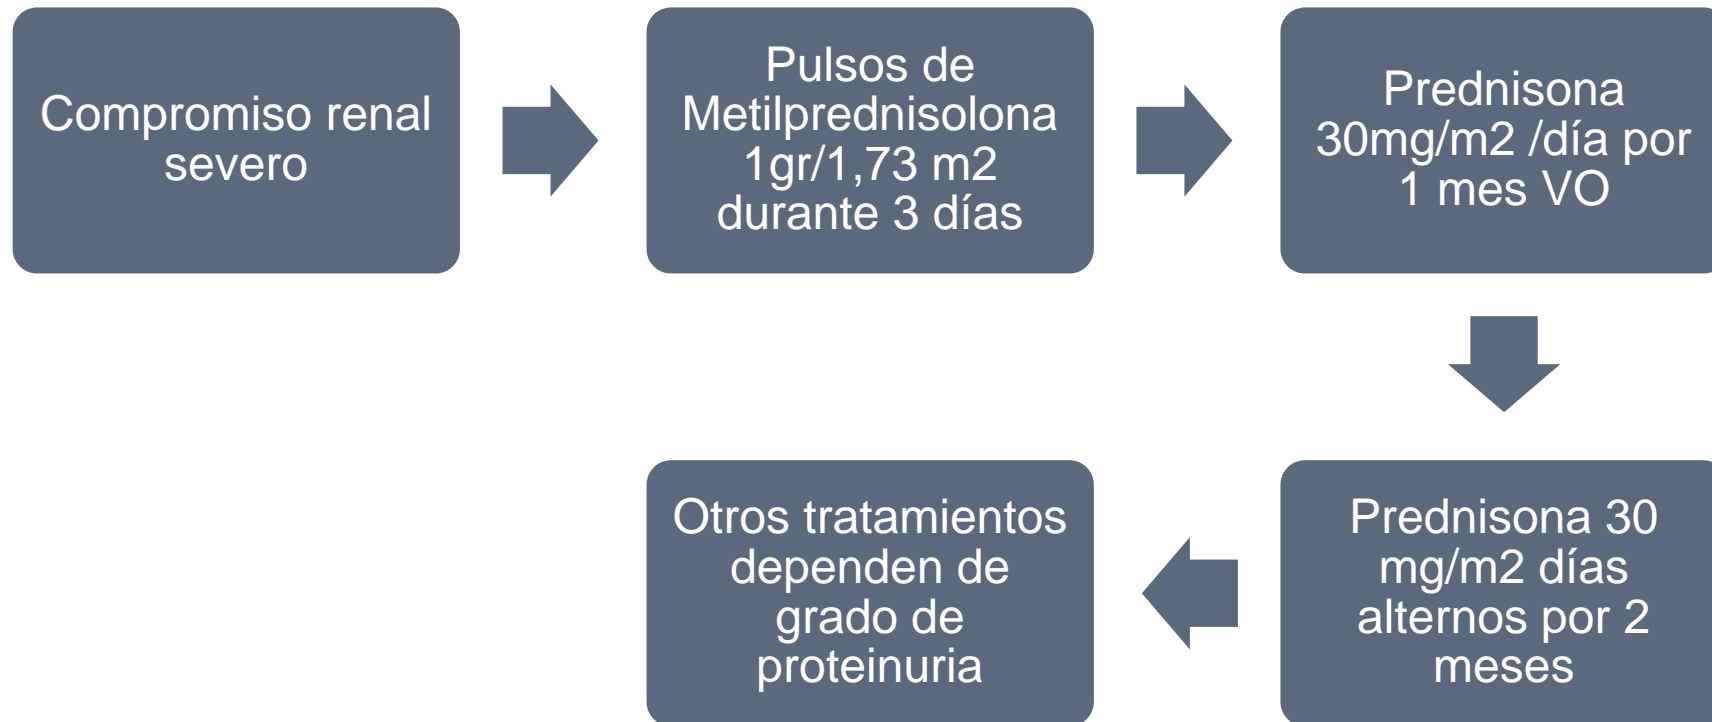 Compromiso renal
severo
Pulsos de
Metilprednisolona
1gr/1,73 m2
durante 3 días
Prednisona
30mg/m2 /día por
1 mes VO
Prednisona 30
mg/m2 días
alternos por 2
meses
Otros tratamientos
dependen de
grado de
proteinuria